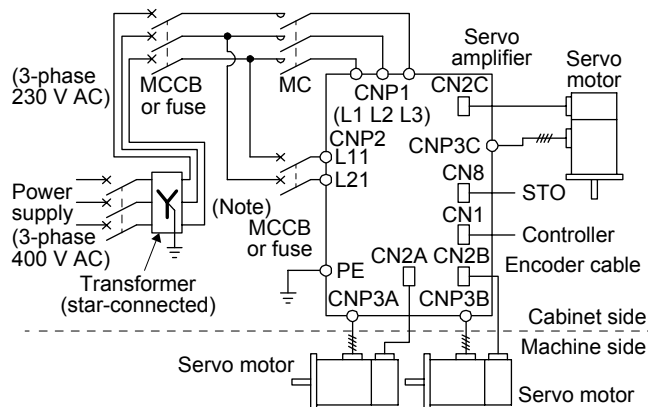 (3-phase
230 V AC)
MCCB
or fuse
MC
Servo
amplifier
Servo
motor
CNP1
(L1 L2 L3)
CN2C
CNP2
L11
L21
CNP3C
CN8
STO
CN1
Controller
Power
supply
(3-phase
400 V AC)
(Note)
MCCB
or fuse
Transformer
(star-connected)
PE
CN2A
CN2B
Encoder cable
CNP3A
CNP3B
Cabinet side
Machine side
Servo motor
Servo motor